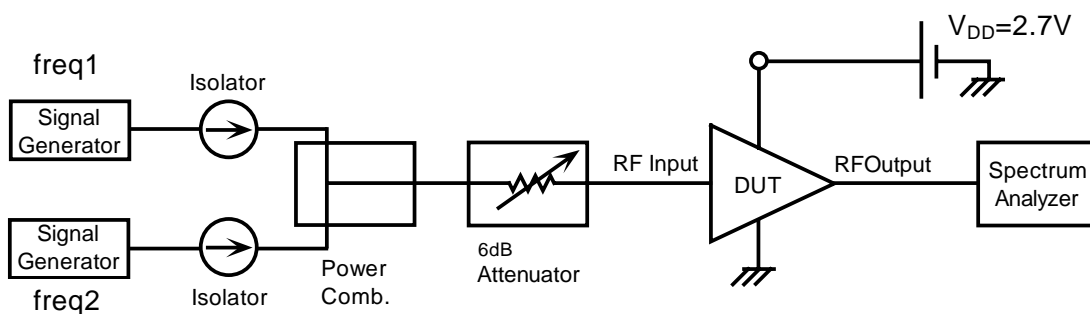 freq1
Signal
Generator
Isolator
Signal
Generator
freq2
Isolator
Power
Comb.
6dB
Attenuator
RF Input
DUT
VDD=2.7V
RFOutput
Spectrum
Analyzer